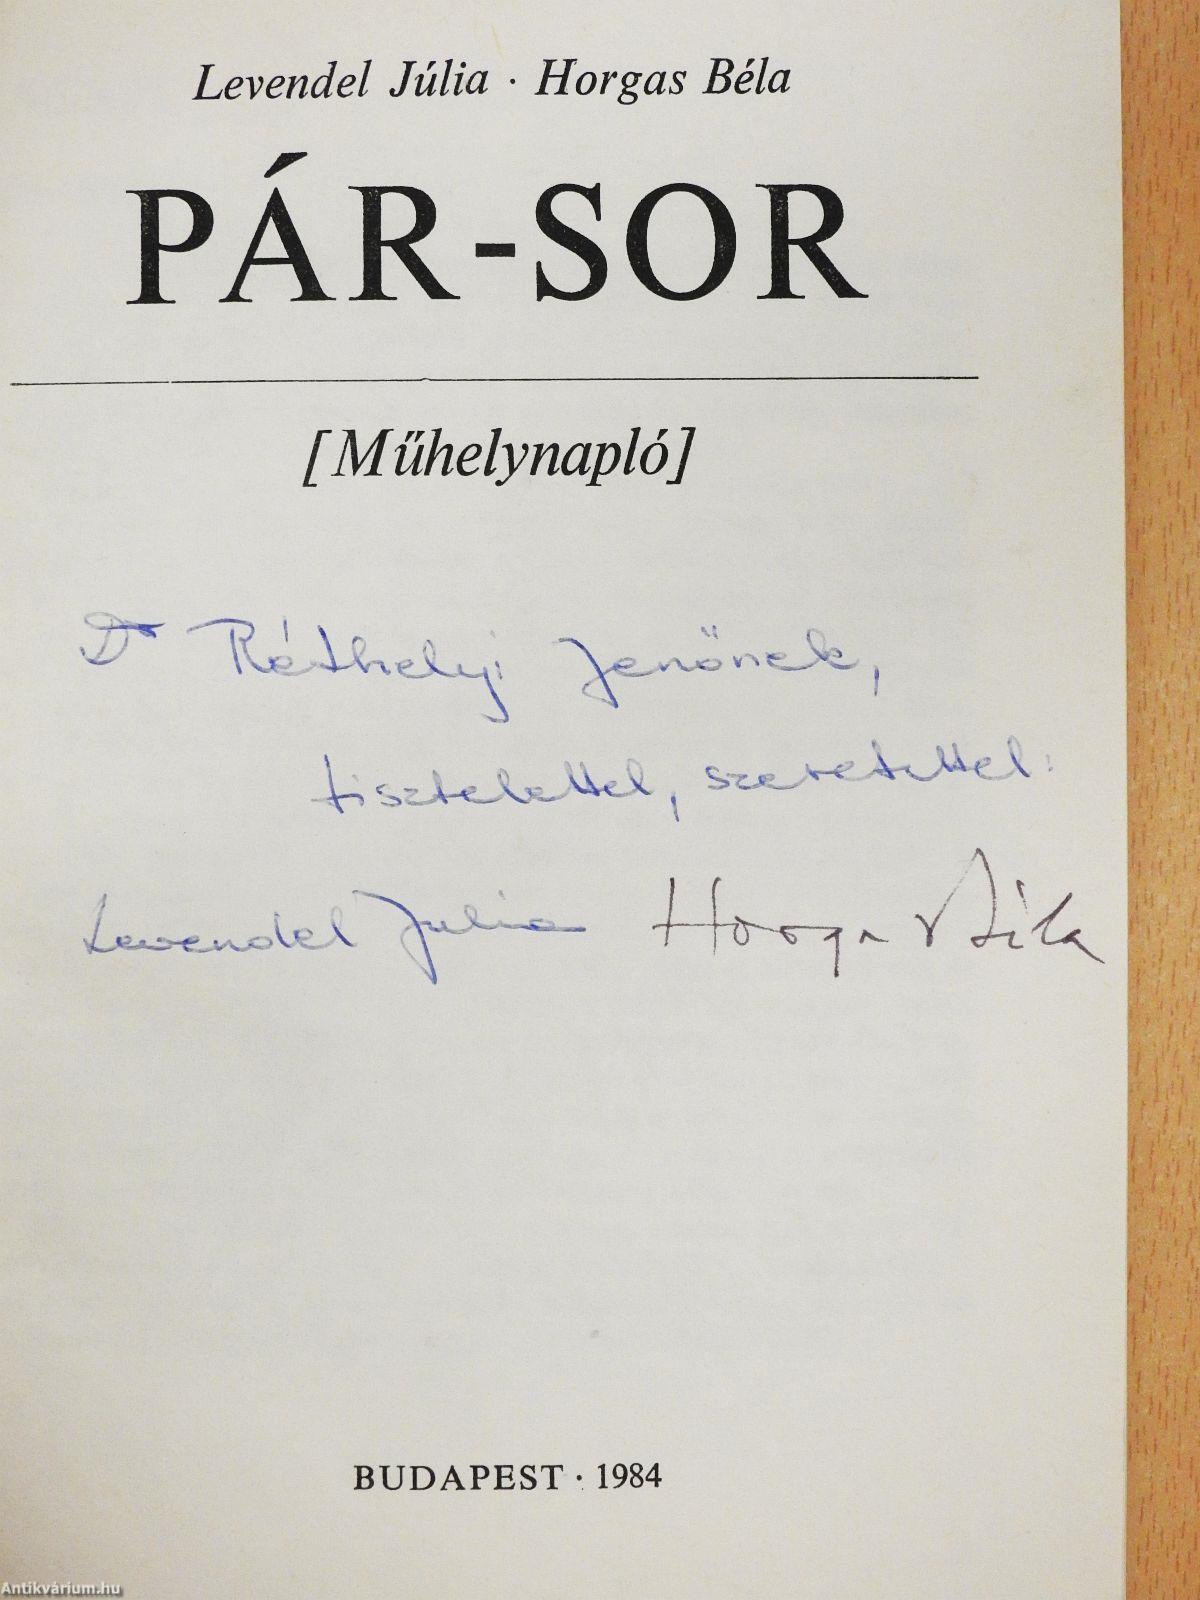 Levendel Júlia · Horgas Béla
PÁR-SOR
[Műhelynapló]
Dr Réthelyi Jenőnek,
tisztelettel, szeretettel:
Levendel Julia Horgas Béla
BUDAPEST · 1984
Antikvárium.hu